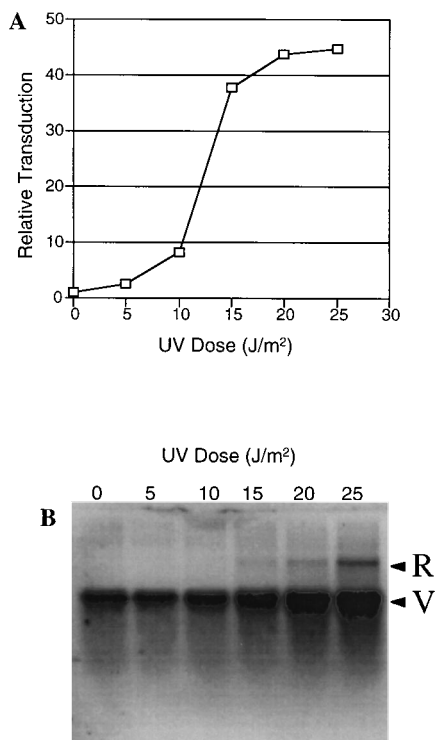 A
50
40
30
20
10
0
Relative Transduction
0 5 10 15 20 25 30
UV Dose (J/m²)
UV Dose (J/m²)
0 5 10 15 20 25
B
R
V